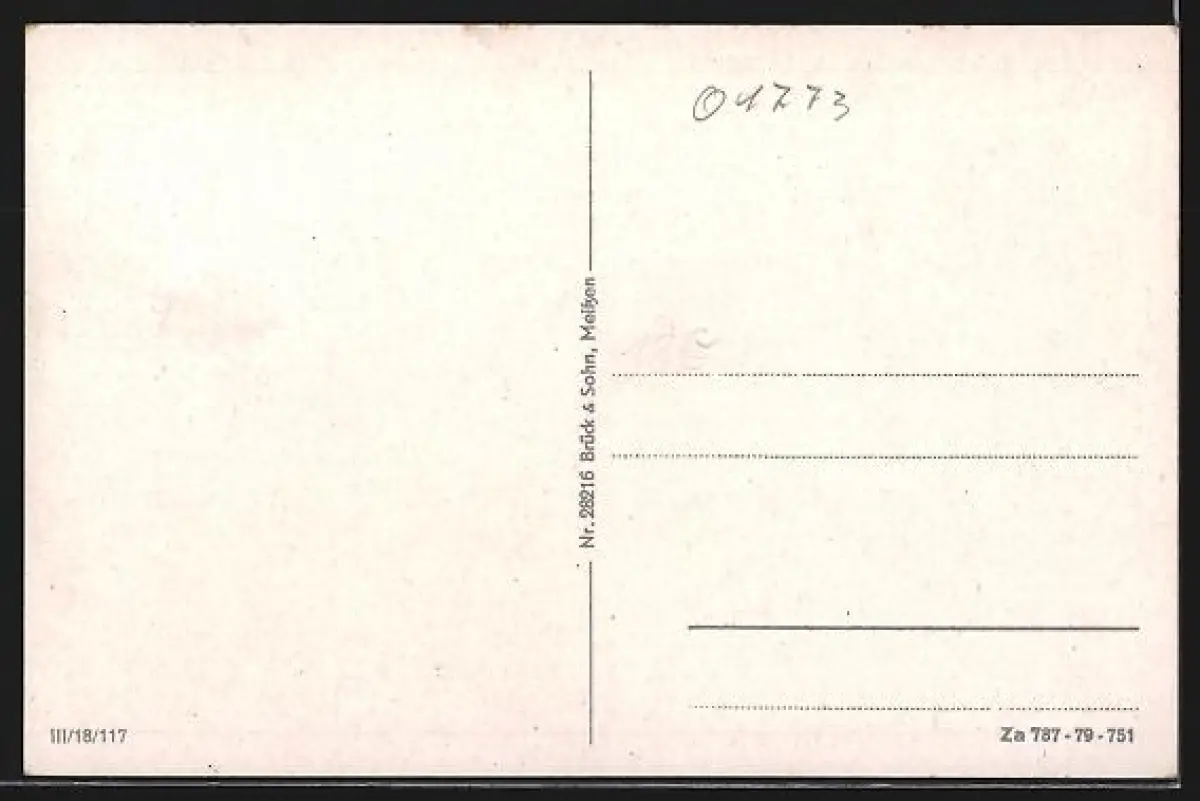 01773
Nr. 28216 Brück & Sohn, Meißen
III/18/117
Za 787 - 79 - 751